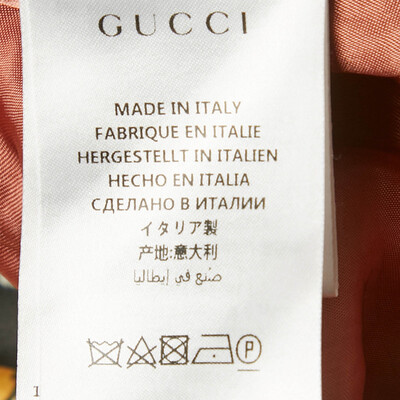 GUCCI
MADE IN ITALY
FABRIQUE EN ITALIE
HERGESTELLT IN ITALIEN
HECHO EN ITALIA
СДЕЛАНО В ИТАЛИИ
イタリア製
产地:意大利
صُنع في إيطاليا
P
1